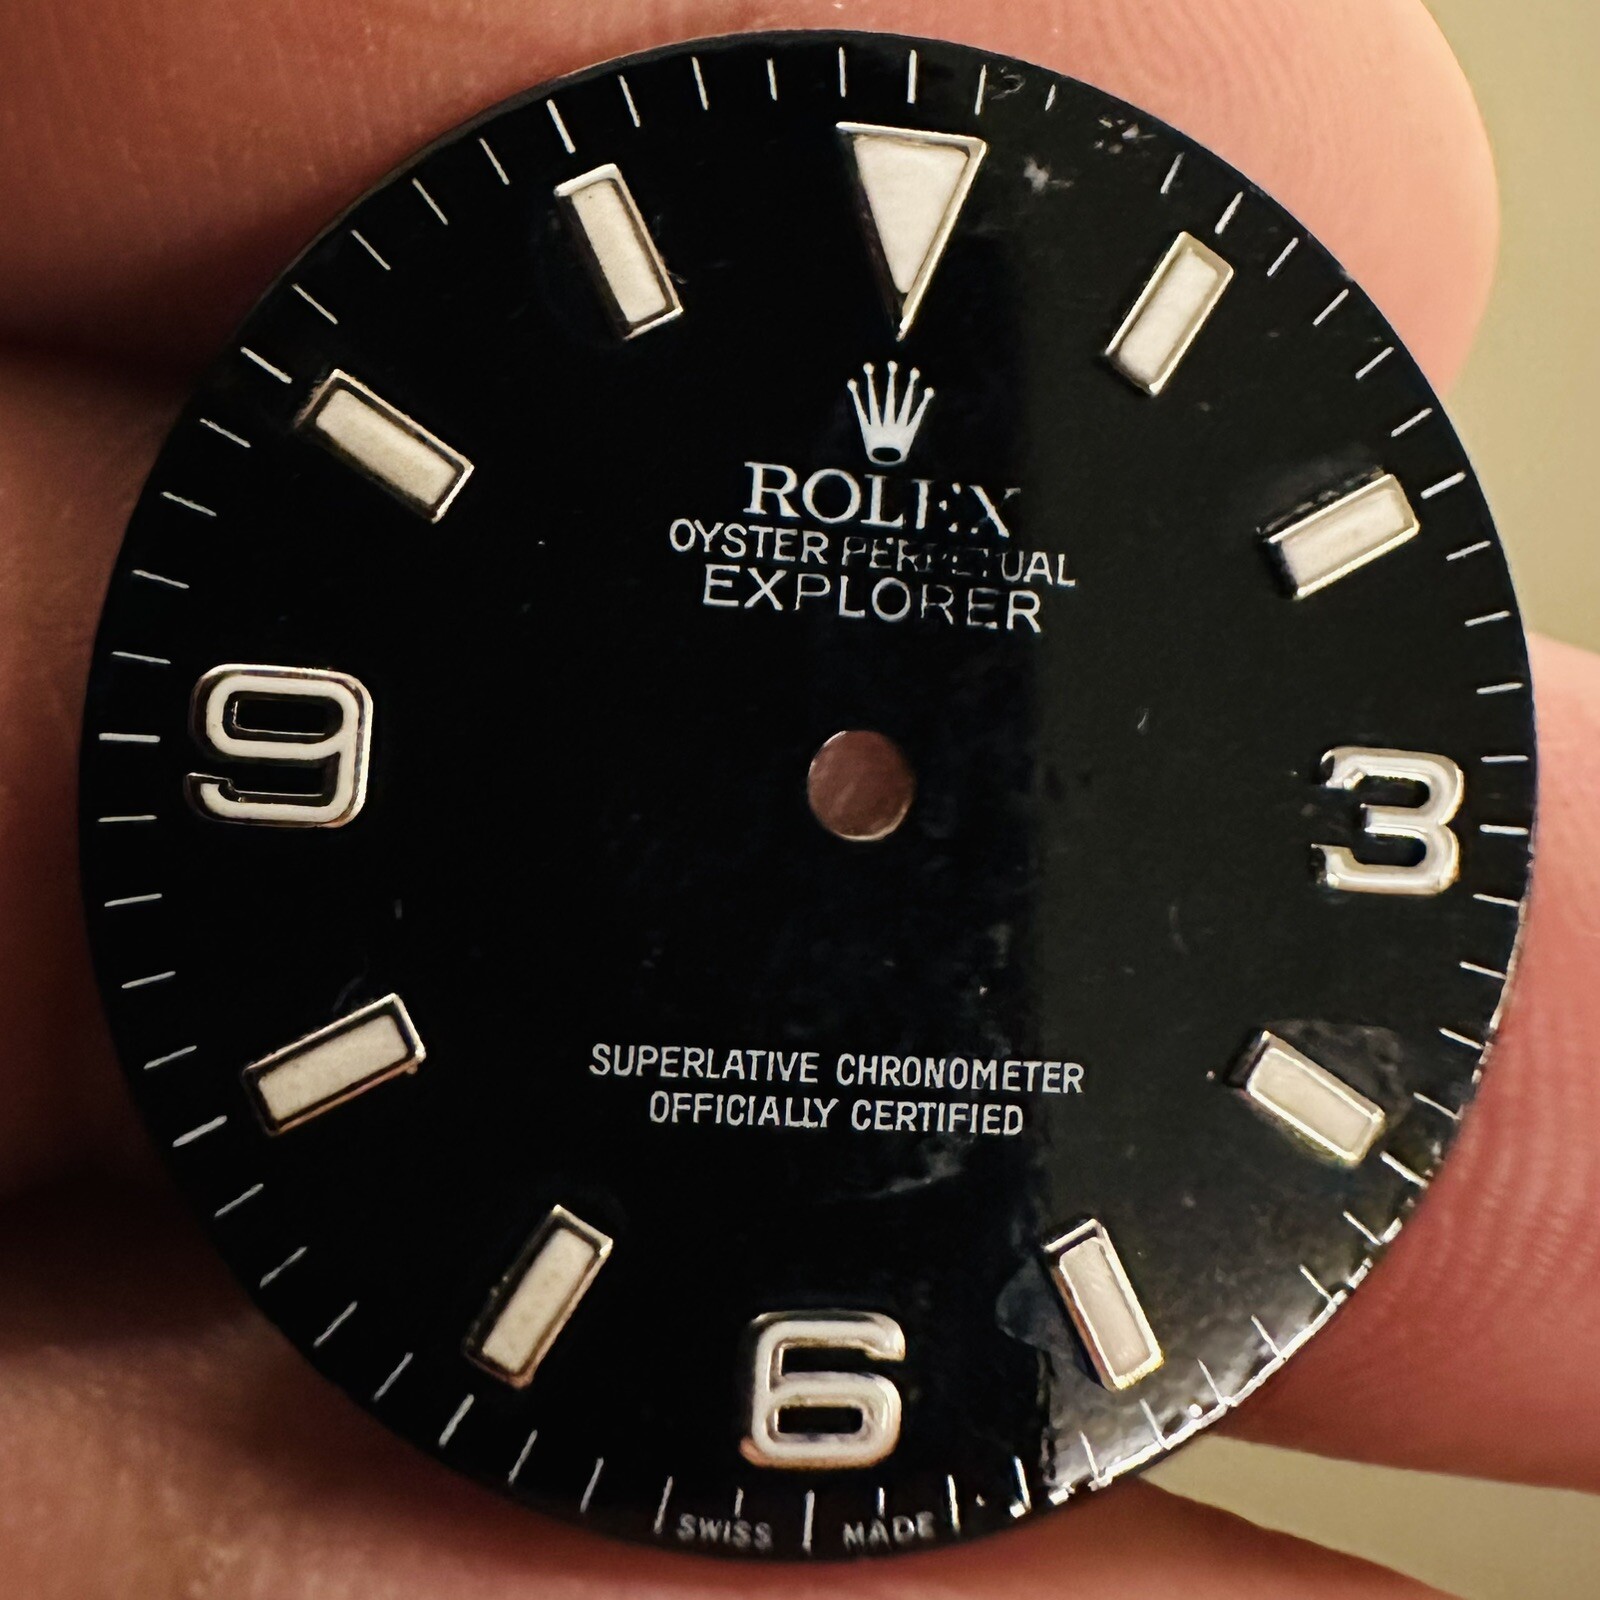 ROLEX
OYSTER PERPETUAL
EXPLORER
9
3
SUPERLATIVE CHRONOMETER
OFFICIALLY CERTIFIED
6
SWISS MADE